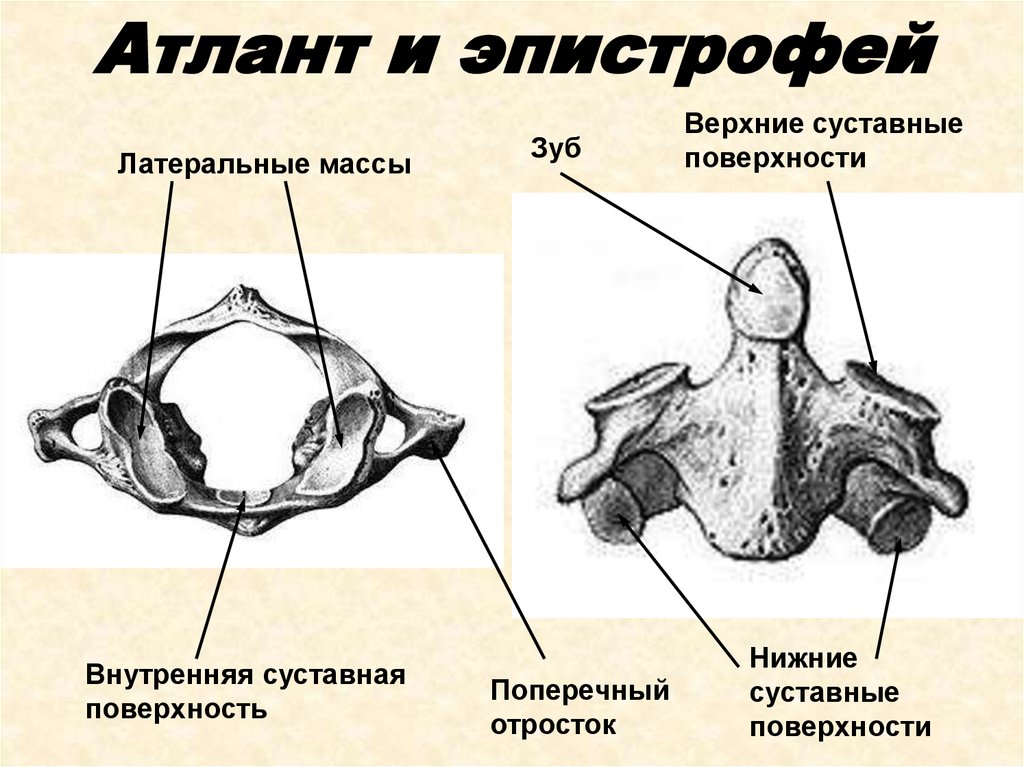 Атлант и эпистрофей
Латеральные массы
Зуб
Верхние суставные
поверхности
Внутренняя суставная
поверхность
Поперечный
отросток
Нижние
суставные
поверхности